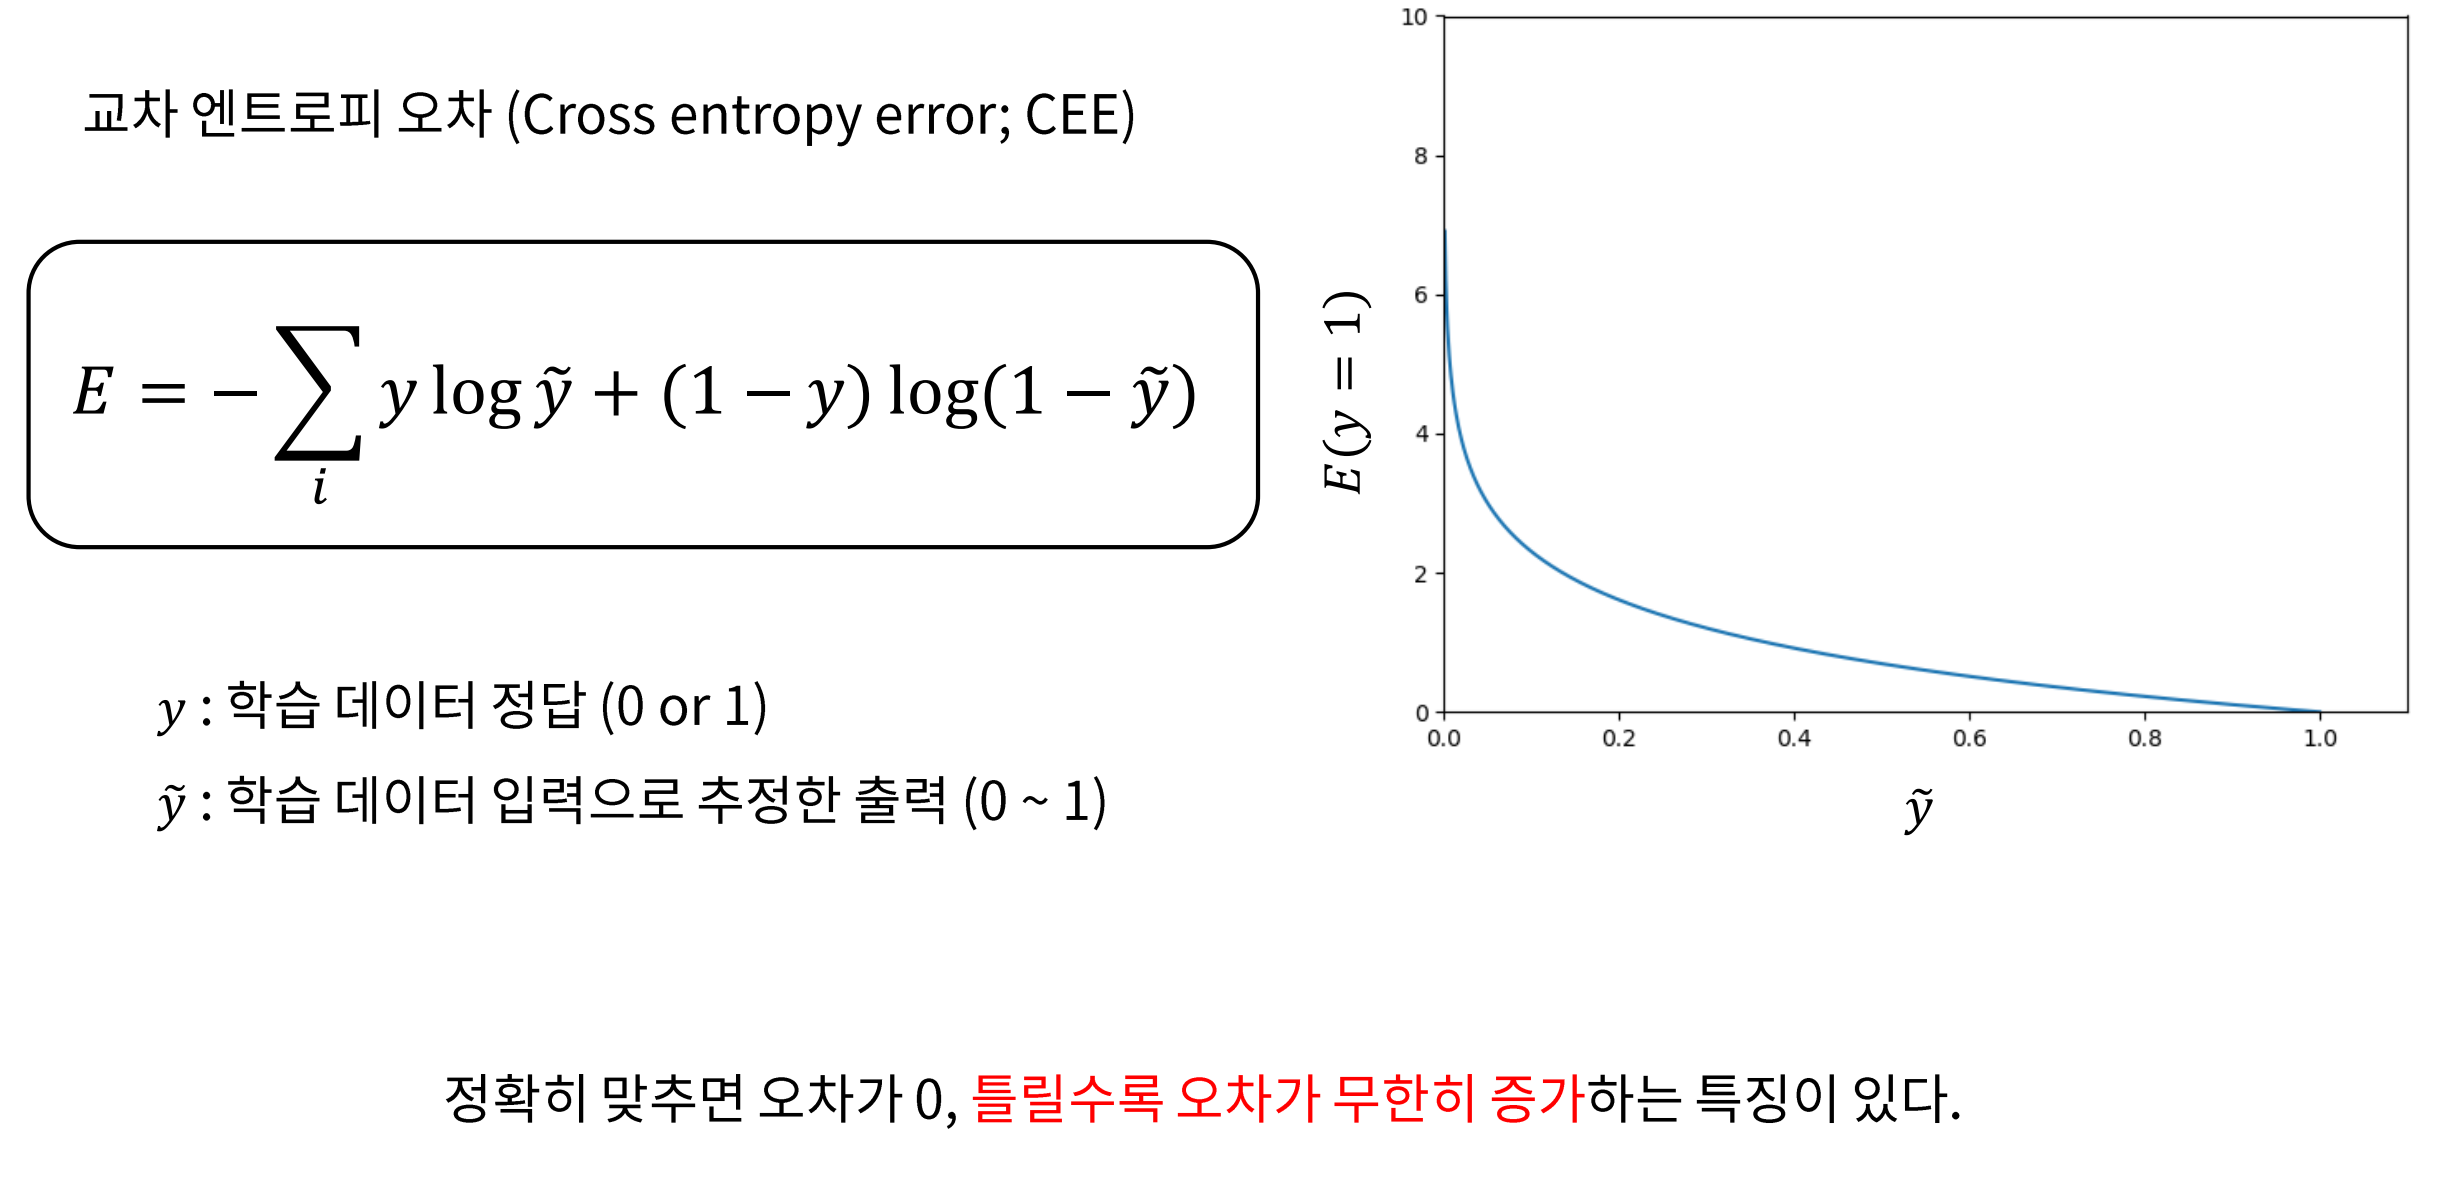 교차 엔트로피 오차 (Cross entropy error; CEE)
E = − ∑ y log ỹ + (1 − y) log(1 − ỹ)
i
y : 학습 데이터 정답 (0 or 1)
ỹ : 학습 데이터 입력으로 추정한 출력 (0 ~ 1)
10
8
6
4
2
0
E(y = 1)
0.0 0.2 0.4 0.6 0.8 1.0
ỹ
정확히 맞추면 오차가 0, 틀릴수록 오차가 무한히 증가하는 특징이 있다.